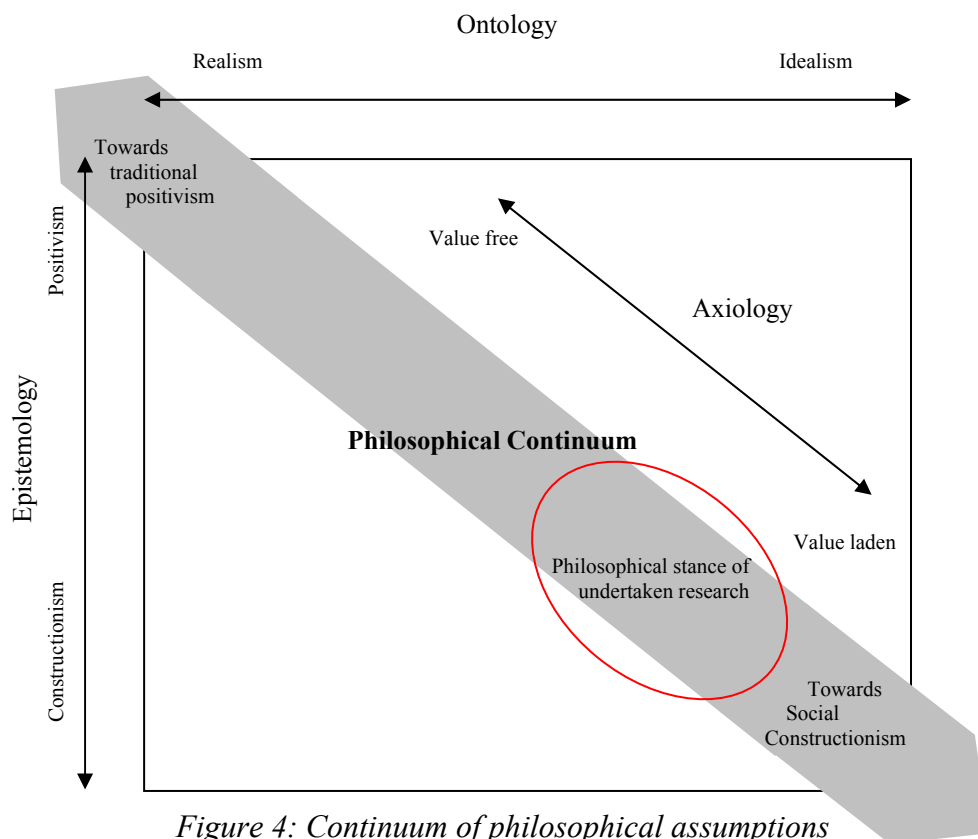 Ontology
Realism
Idealism
Towards
traditional
positivism
Positivism
Value free
Axiology
Epistemology
Philosophical Continuum
Value laden
Philosophical stance of
undertaken research
Constructionism
Towards
Social
Constructionism
Figure 4: Continuum of philosophical assumptions